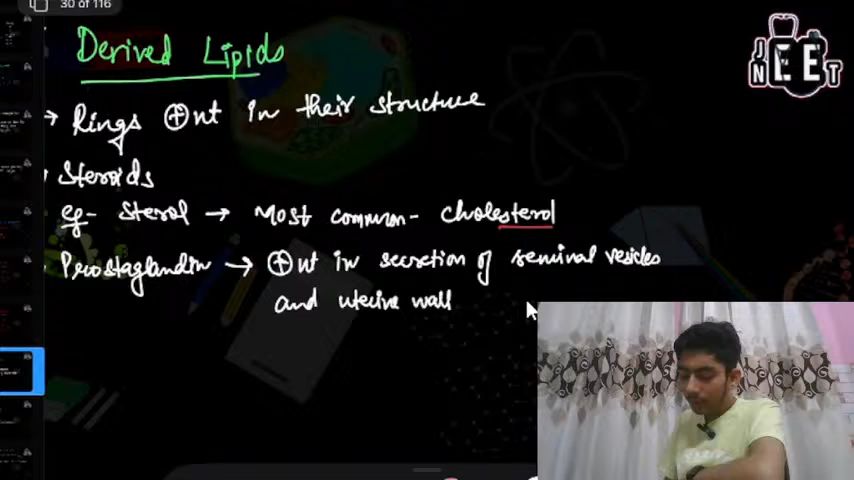 30 of 116
JNEET
Derived Lipids
→ Rings ⊕nt in their structure
Steroids
eg- Sterol → Most common- cholesterol
Prostaglandin → ⊕nt in secretion of seminal vesicles
and uterine wall